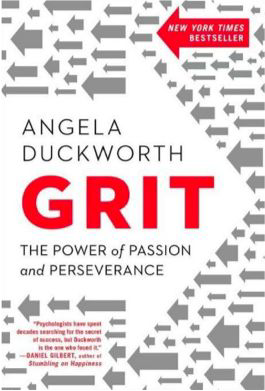 NEW YORK TIMES
BESTSELLER
ANGELA
DUCKWORTH
GRIT
THE POWER of PASSION
and PERSEVERANCE
"Psychologists have spent
decades searching for the secret
of success, but Duckworth
is the one who found it."
—DANIEL GILBERT, author of
Stumbling on Happiness